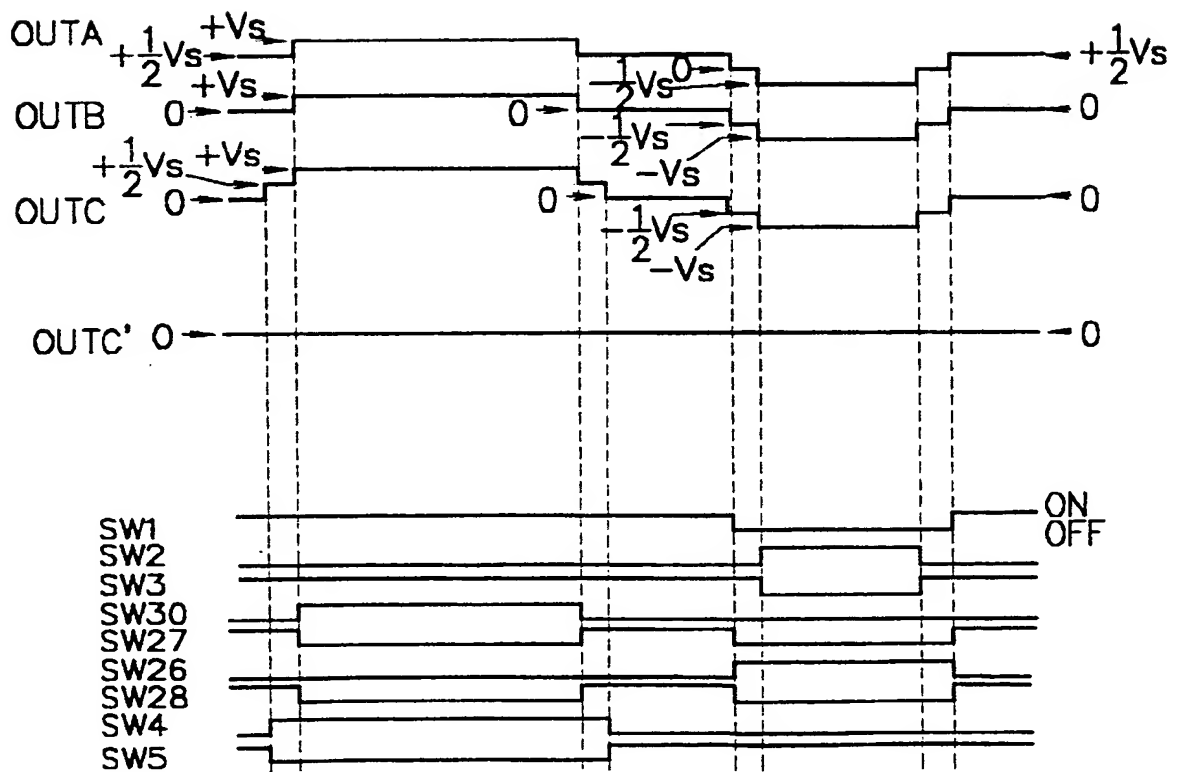 OUTA
+Vs
+1/2Vs
0
-1/2Vs
+1/2Vs
OUTB
+Vs
0
0
-1/2Vs
-Vs
0
OUTC
+1/2Vs
+Vs
0
0
-1/2Vs
-Vs
0
OUTC' 0
0
SW1
ON
OFF
SW2
SW3
SW30
SW27
SW26
SW28
SW4
SW5